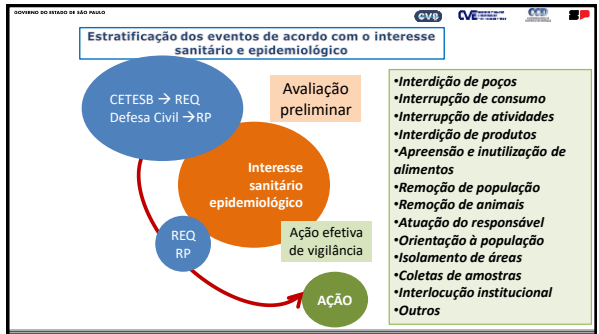 GOVERNO DO ESTADO DE SÃO PAULO
CVS
CVE
CCD
SP
Estratificação dos eventos de acordo com o interesse
sanitário e epidemiológico
CETESB → REQ
Defesa Civil →RP
Avaliação
preliminar
Interesse
sanitário
epidemiológico
REQ
RP
Ação efetiva
de vigilância
AÇÃO
•Interdição de poços
•Interrupção de consumo
•Interrupção de atividades
•Interdição de produtos
•Apreensão e inutilização de
alimentos
•Remoção de população
•Remoção de animais
•Atuação do responsável
•Orientação à população
•Isolamento de áreas
•Coletas de amostras
•Interlocução institucional
•Outros